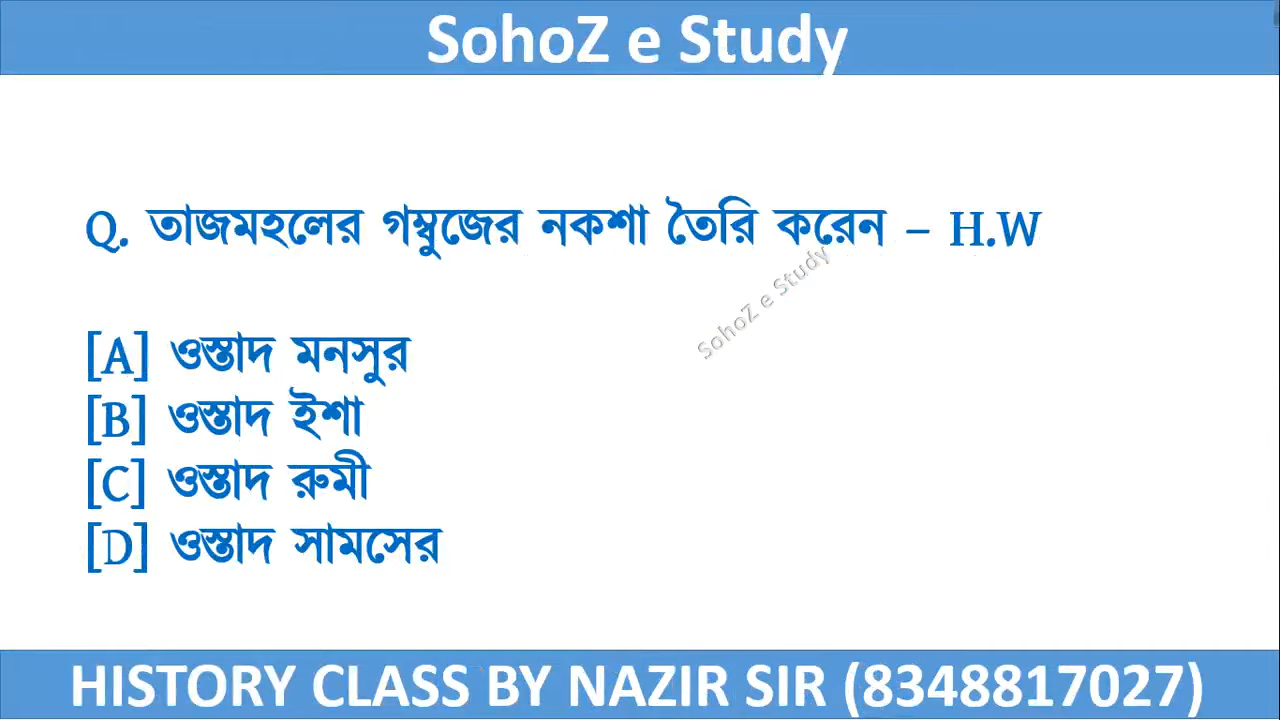 SohoZ e Study
Q. তাজমহলের গম্বুজের নকশা তৈরি করেন – H.W
SohoZ e Study
[A] ওস্তাদ মনসুর
[B] ওস্তাদ ইশা
[C] ওস্তাদ রুমী
[D] ওস্তাদ সামসের
HISTORY CLASS BY NAZIR SIR (8348817027)